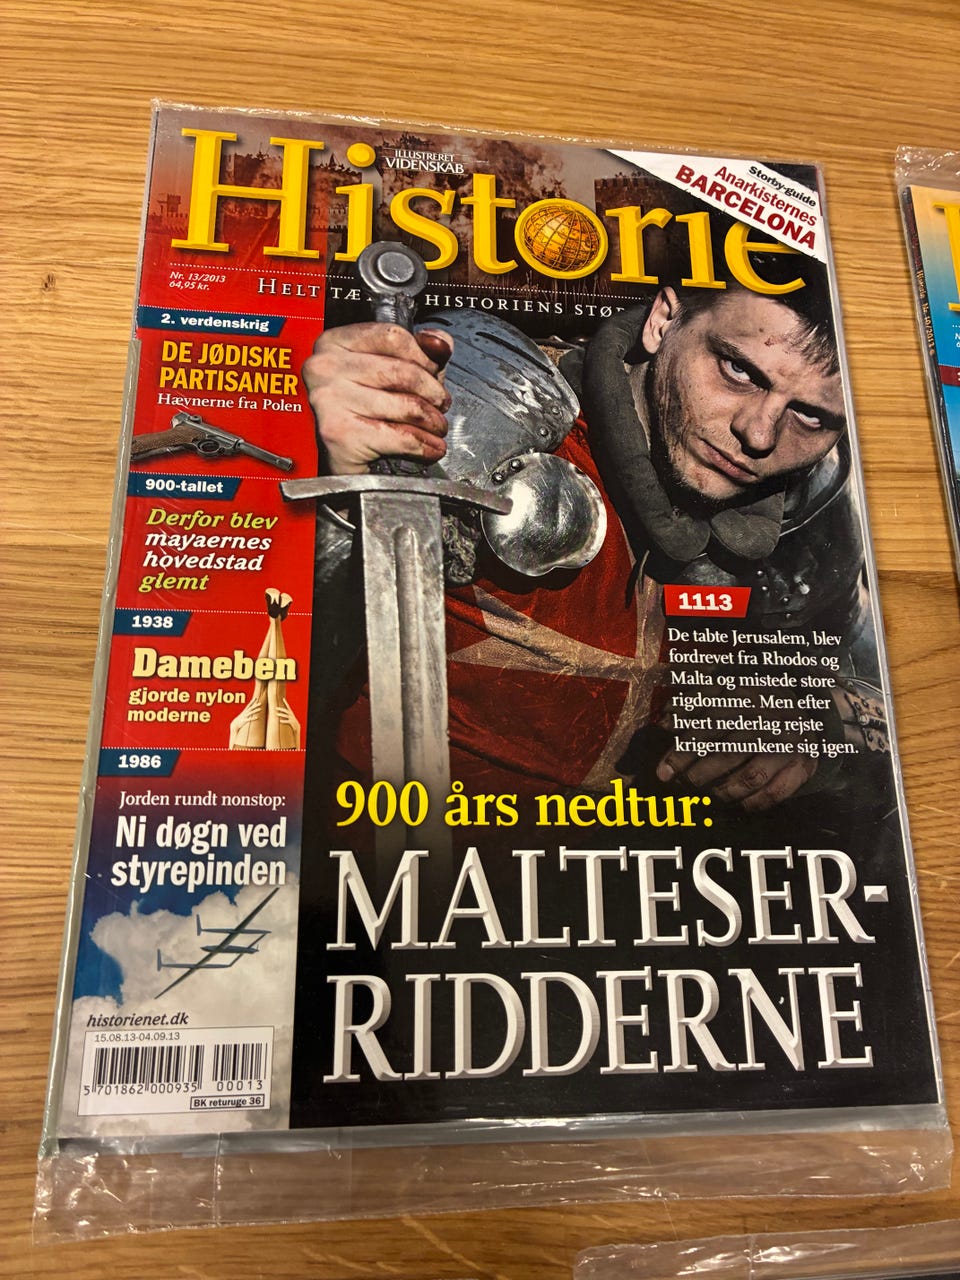 Historie
ILLUSTRERET
VIDENSKAB
Storby-guide
Anarkisternes
BARCELONA
Nr. 13/2013
64,95 kr.
HELT HISTORIENS
2. verdenskrig
DE JØDISKE
PARTISANER
Hævnerne fra Polen
900-tallet
Derfor blev
mayaernes
hovedstad
glemt
1938
Dameben
gjorde nylon
moderne
1986
Jorden rundt nonstop:
Ni døgn ved
styrepinden
historienet.dk
15.08.13-04.09.13
5 701862 000935 00013
BK returuge 36
1113
De tabte Jerusalem, blev
fordrevet fra Rhodos og
Malta og mistede store
rigdomme. Men efter
hvert nederlag rejste
krigermunkene sig igen.
900 års nedtur:
MALTESER-
RIDDERNE